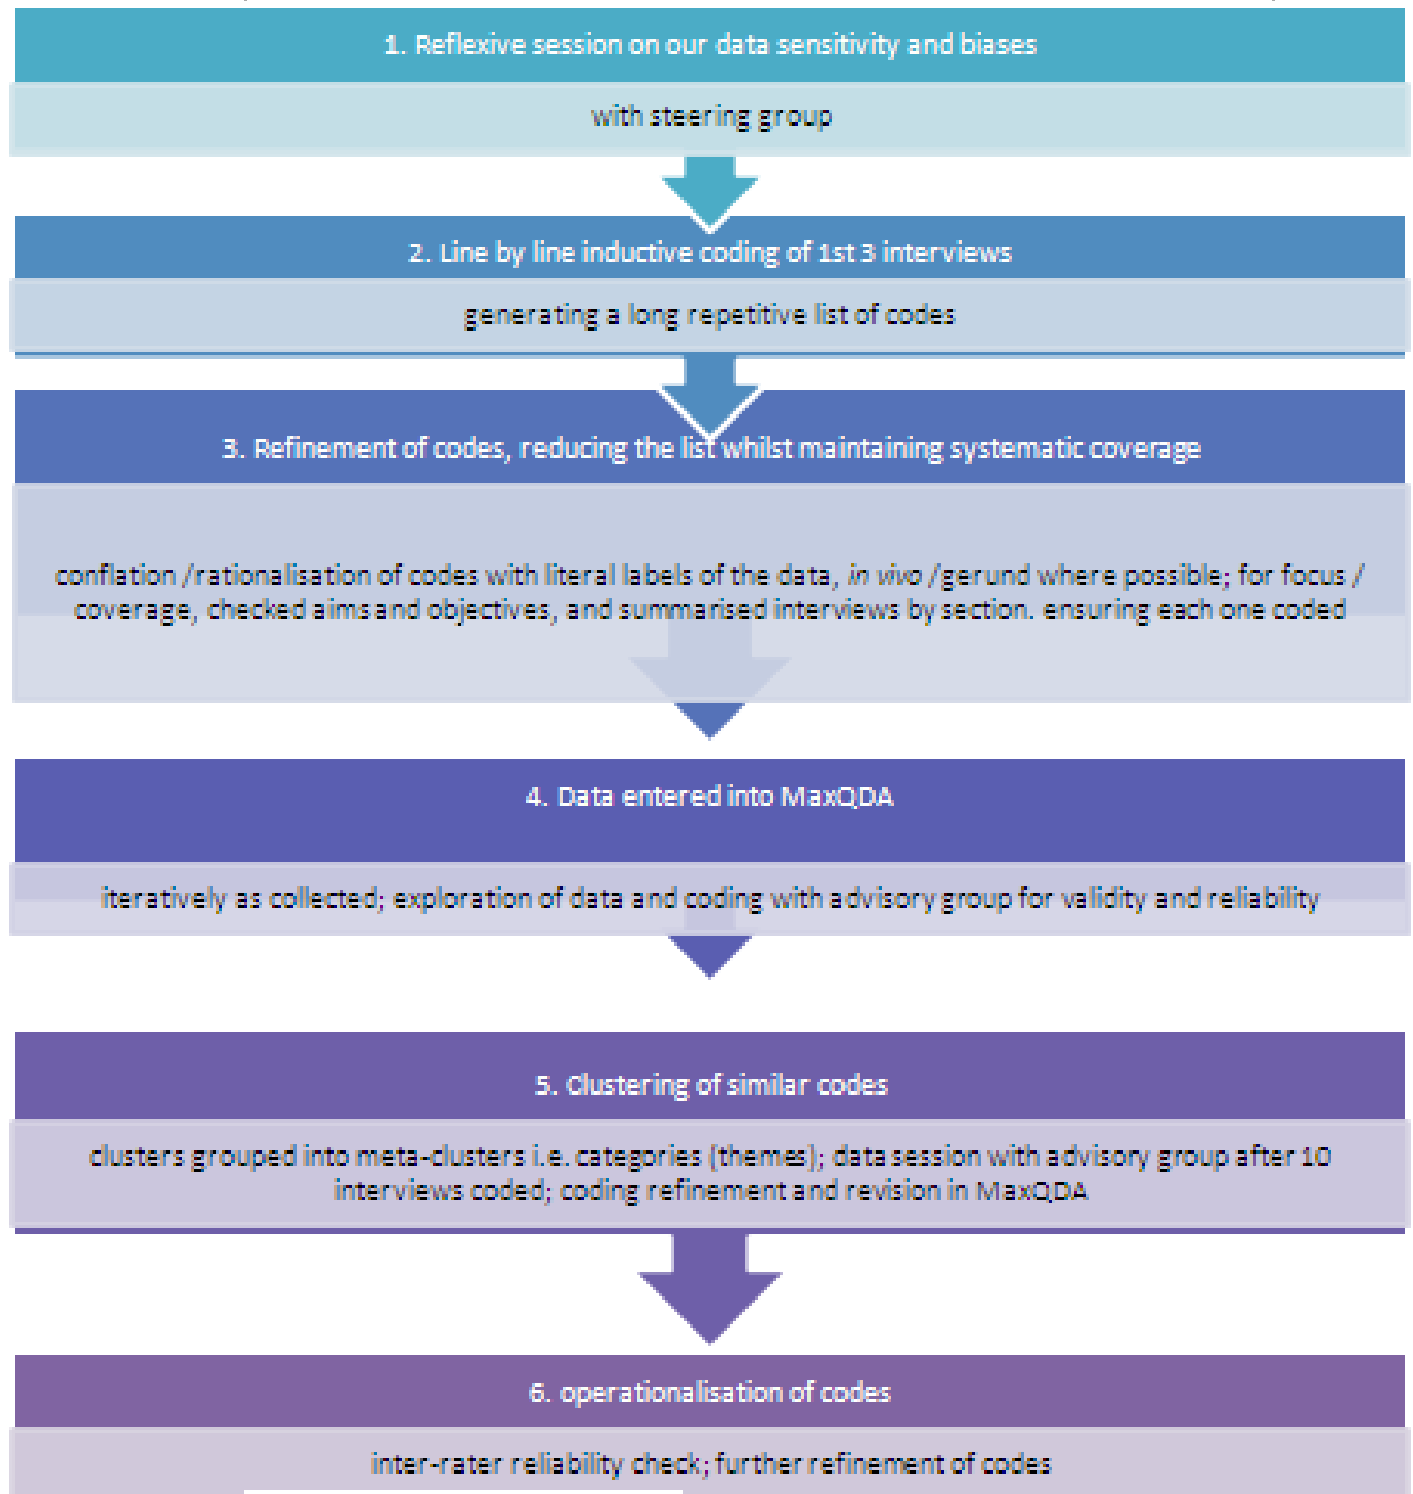 1. Reflexive session on our data sensitivity and biases
with steering group
2. Line by line inductive coding of 1st 3 interviews
generating a long repetitive list of codes
3. Refinement of codes, reducing the list whilst maintaining systematic coverage
conflation /rationalisation of codes with literal labels of the data, in vivo /gerund where possible; for focus /
coverage, checked aims and objectives, and summarised interviews by section. ensuring each one coded
4. Data entered into MaxQDA
iteratively as collected; exploration of data and coding with advisory group for validity and reliability
5. Clustering of similar codes
clusters grouped into meta-clusters i.e. categories (themes); data session with advisory group after 10
interviews coded; coding refinement and revision in MaxQDA
6. operationalisation of codes
inter-rater reliability check; further refinement of codes